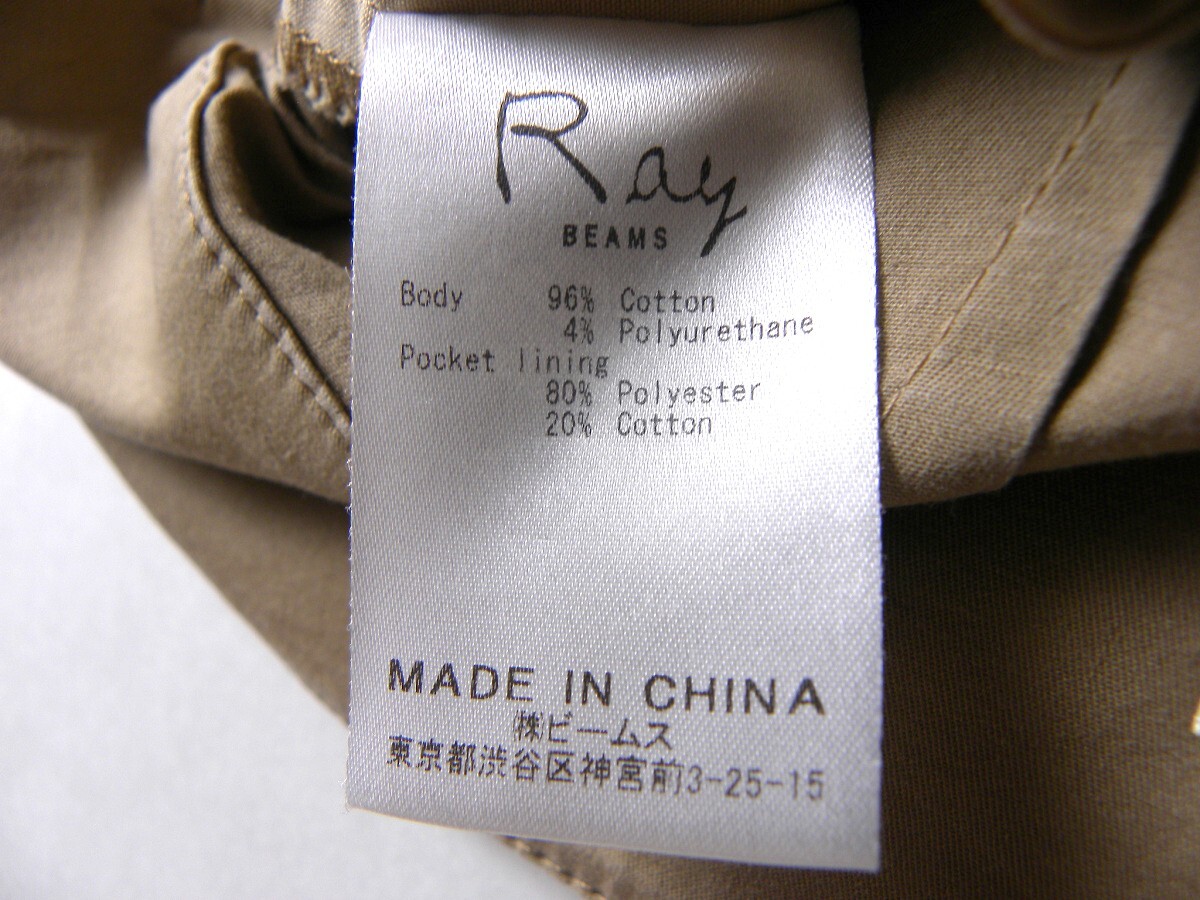 Ray
BEAMS
Body 96% Cotton
4% Polyurethane
Pocket lining
80% Polyester
20% Cotton
MADE IN CHINA
㈱ビームス
東京都渋谷区神宮前3-25-15